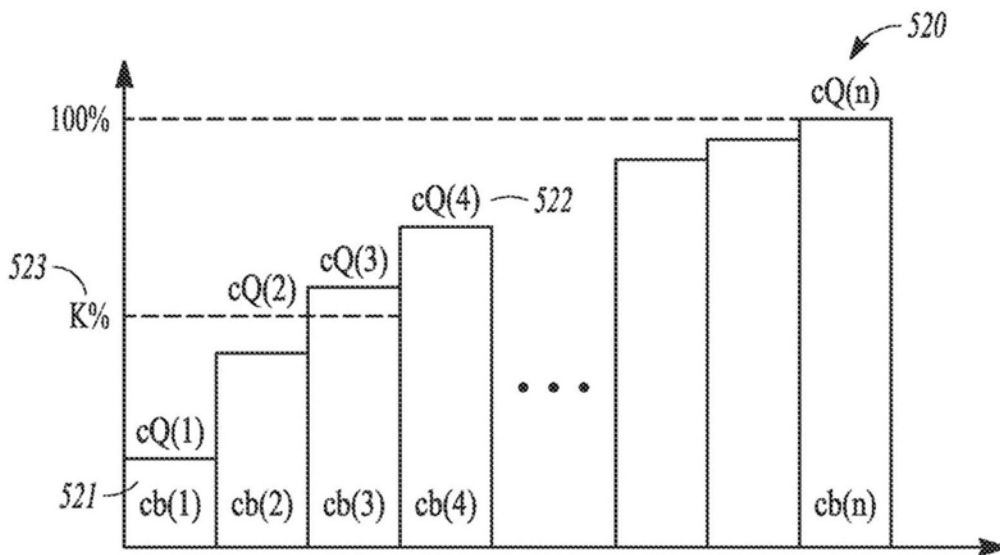 520
cQ(n)
100%
cQ(4) 522
523
cQ(3)
cQ(2)
K%
cQ(1)
521
cb(1) cb(2) cb(3) cb(4) cb(n)